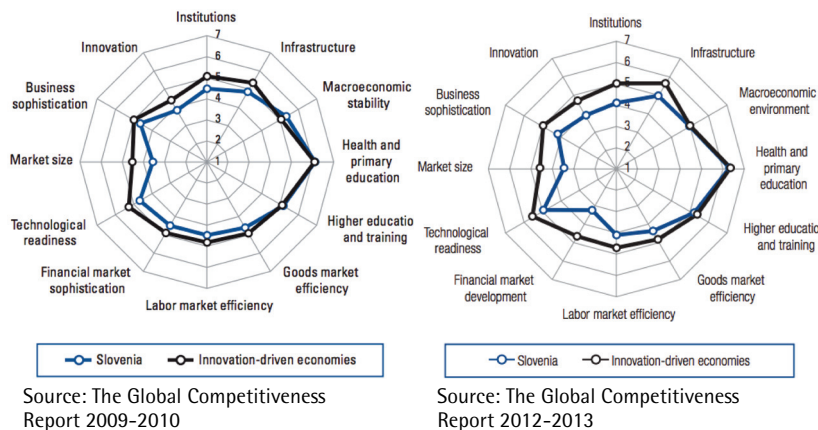 Institutions
7
6
5
4
3
2
1
Infrastructure
Macroeconomic
stability
Health and
primary
education
Higher educatio
and training
Goods market
efficiency
Labor market efficiency
Financial market
sophistication
Technological
readiness
Market size
Business
sophistication
Innovation
Slovenia
Innovation-driven economies
Source: The Global Competitiveness
Report 2009-2010
Institutions
7
6
5
4
3
2
1
Infrastructure
Macroeconomic
environment
Health and
primary
education
Higher educatio
and training
Goods market
efficiency
Labor market efficiency
Financial market
development
Technological
readiness
Market size
Business
sophistication
Innovation
Slovenia
Innovation-driven economies
Source: The Global Competitiveness
Report 2012-2013